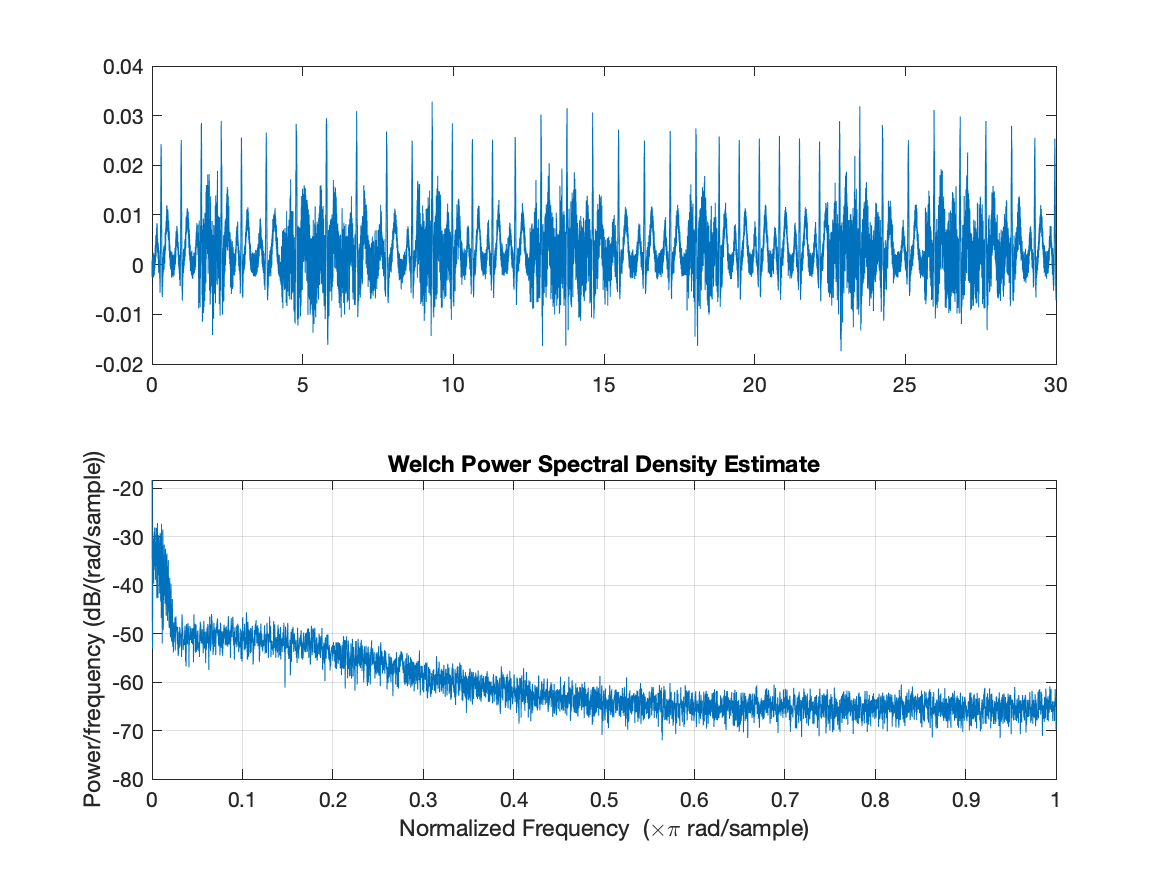 0.04
0.03
0.02
0.01
0
-0.01
-0.02
0 5 10 15 20 25 30
Welch Power Spectral Density Estimate
Power/frequency (dB/(rad/sample))
-20
-30
-40
-50
-60
-70
-80
0 0.1 0.2 0.3 0.4 0.5 0.6 0.7 0.8 0.9 1
Normalized Frequency (×π rad/sample)